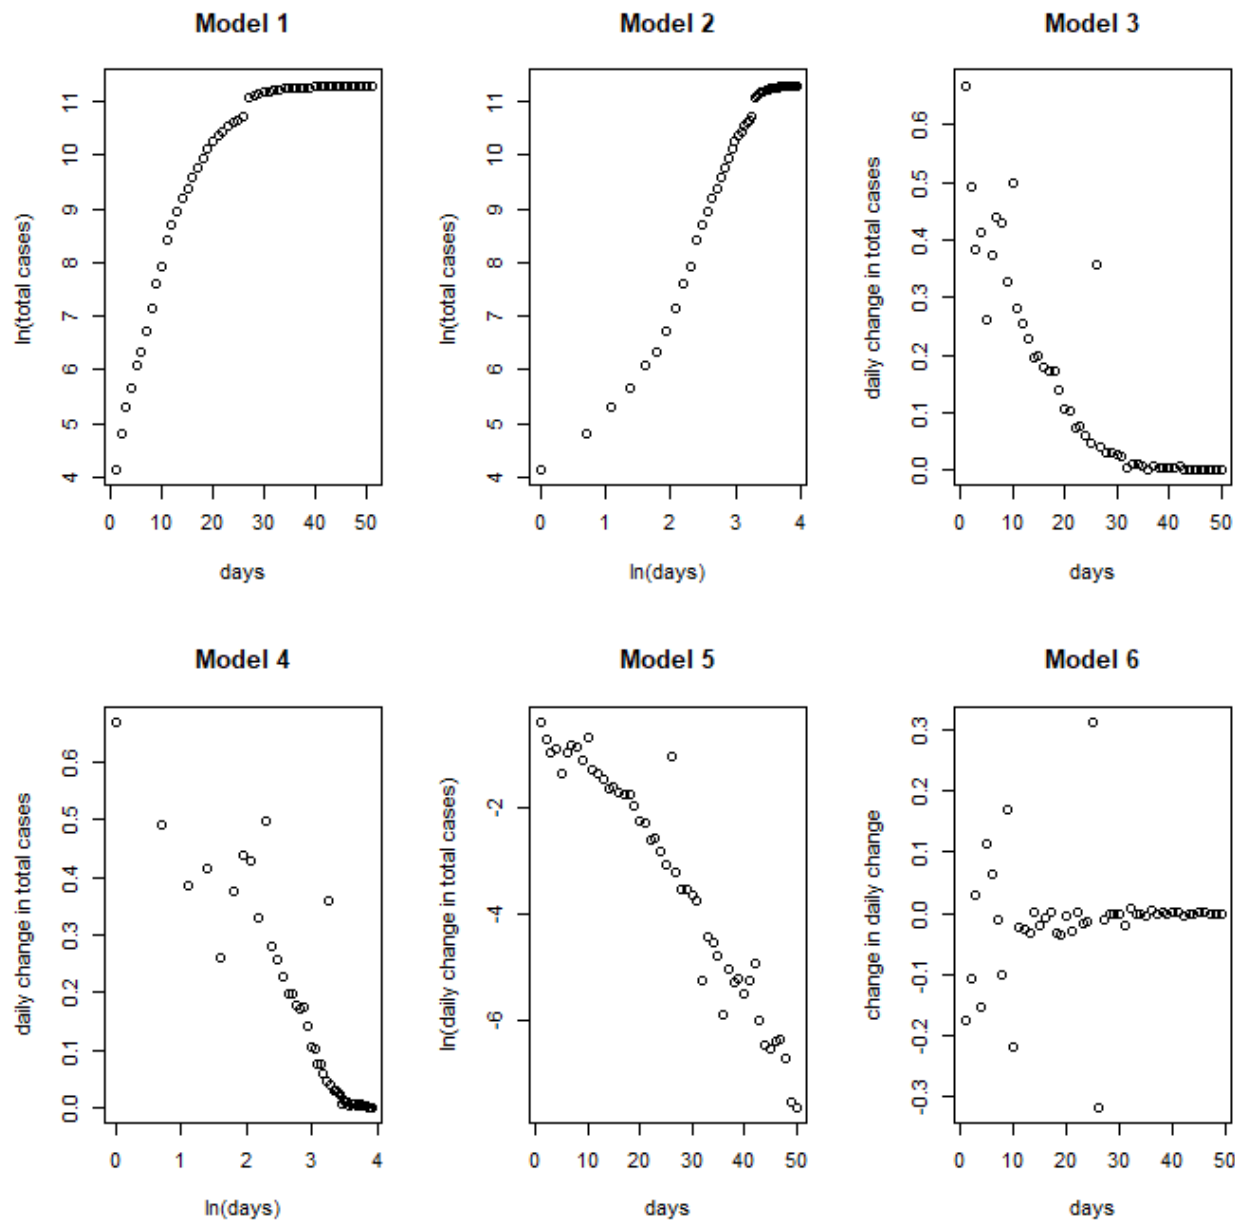 Model 1
Model 2
Model 3
ln(total cases)
4 5 6 7 8 9 10 11
0 10 20 30 40 50
days
ln(total cases)
4 5 6 7 8 9 10 11
0 1 2 3 4
ln(days)
daily change in total cases
0.0 0.1 0.2 0.3 0.4 0.5 0.6
0 10 20 30 40 50
days
Model 4
Model 5
Model 6
daily change in total cases
0.0 0.1 0.2 0.3 0.4 0.5 0.6
0 1 2 3 4
ln(days)
ln(daily change in total cases)
-6 -4 -2
0 10 20 30 40 50
days
change in daily change
-0.3 -0.2 -0.1 0.0 0.1 0.2 0.3
0 10 20 30 40 50
days